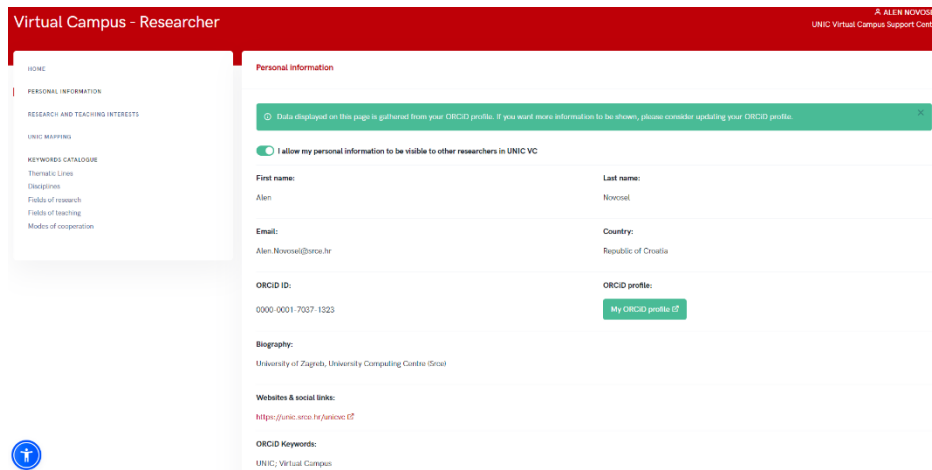 Virtual Campus - Researcher
ALEN NOVOSE
UNIC Virtual Campus Support Cent
HOME
PERSONAL INFORMATION
RESEARCH AND TEACHING INTERESTS
UNIC MAPPING
KEYWORDS CATALOGUE
Thematic Lines
Disciplines
Fields of research
Fields of teaching
Modes of cooperation
Personal information
Data displayed on this page is gathered from your ORCiD profile. If you want more information to be shown, please consider updating your ORCiD profile.
I allow my personal information to be visible to other researchers in UNIC VC
First name:
Last name:
Alen
Novosel
Email:
Country:
Alen.Novosel@srce.hr
Republic of Croatia
ORCiD ID:
ORCiD profile:
0000-0001-7037-1323
My ORCiD profile
Biography:
University of Zagreb, University Computing Centre (Srce)
Websites & social links:
https://unic.srce.hr/unicvc
ORCiD Keywords:
UNIC; Virtual Campus